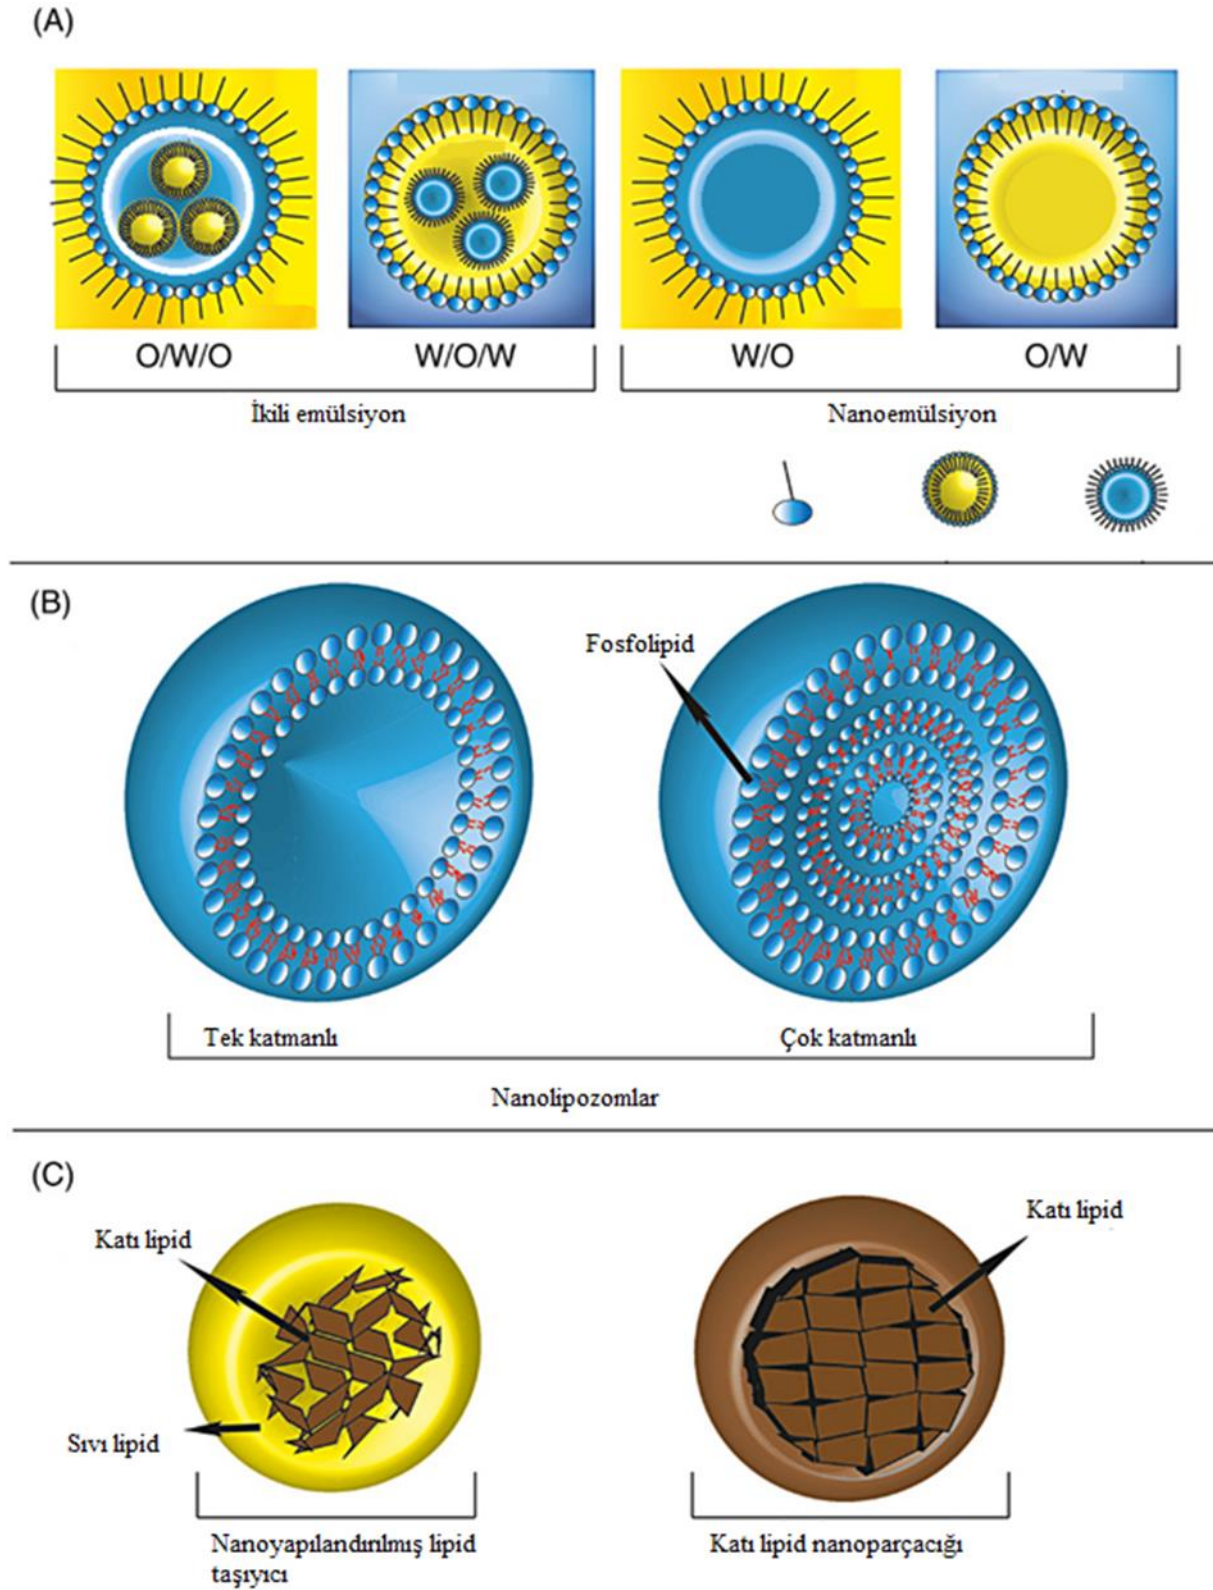 (A)
O/W/O
W/O/W
W/O
O/W
İkili emülsiyon
Nanoemülsiyon
(B)
Fosfolipid
Tek katmanlı
Çok katmanlı
Nanolipozomlar
(C)
Katı lipid
Katı lipid
Sıvı lipid
Nanoyapılandırılmış lipid
taşıyıcı
Katı lipid nanoparçacığı